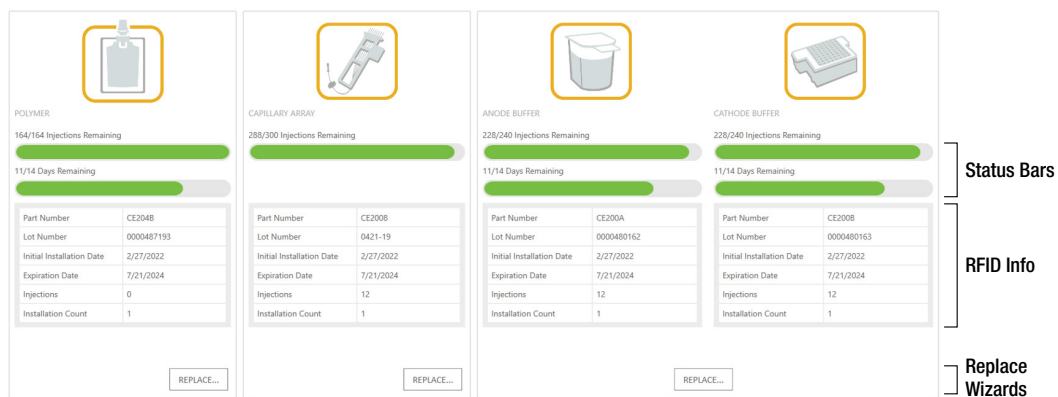 POLYMER
164/164 Injections Remaining
11/14 Days Remaining
Part Number CE204B
Lot Number 0000487193
Initial Installation Date 2/27/2022
Expiration Date 7/21/2024
Injections 0
Installation Count 1
REPLACE...
CAPILLARY ARRAY
288/300 Injections Remaining
Part Number CE2008
Lot Number 0421-19
Initial Installation Date 2/27/2022
Expiration Date 7/21/2024
Injections 12
Installation Count 1
REPLACE...
ANODE BUFFER
228/240 Injections Remaining
11/14 Days Remaining
Part Number CE200A
Lot Number 0000480162
Initial Installation Date 2/27/2022
Expiration Date 7/21/2024
Injections 12
Installation Count 1
CATHODE BUFFER
228/240 Injections Remaining
11/14 Days Remaining
Part Number CE200B
Lot Number 0000480163
Initial Installation Date 2/27/2022
Expiration Date 7/21/2024
Injections 12
Installation Count 1
REPLACE...
Status Bars
RFID Info
Replace
Wizards